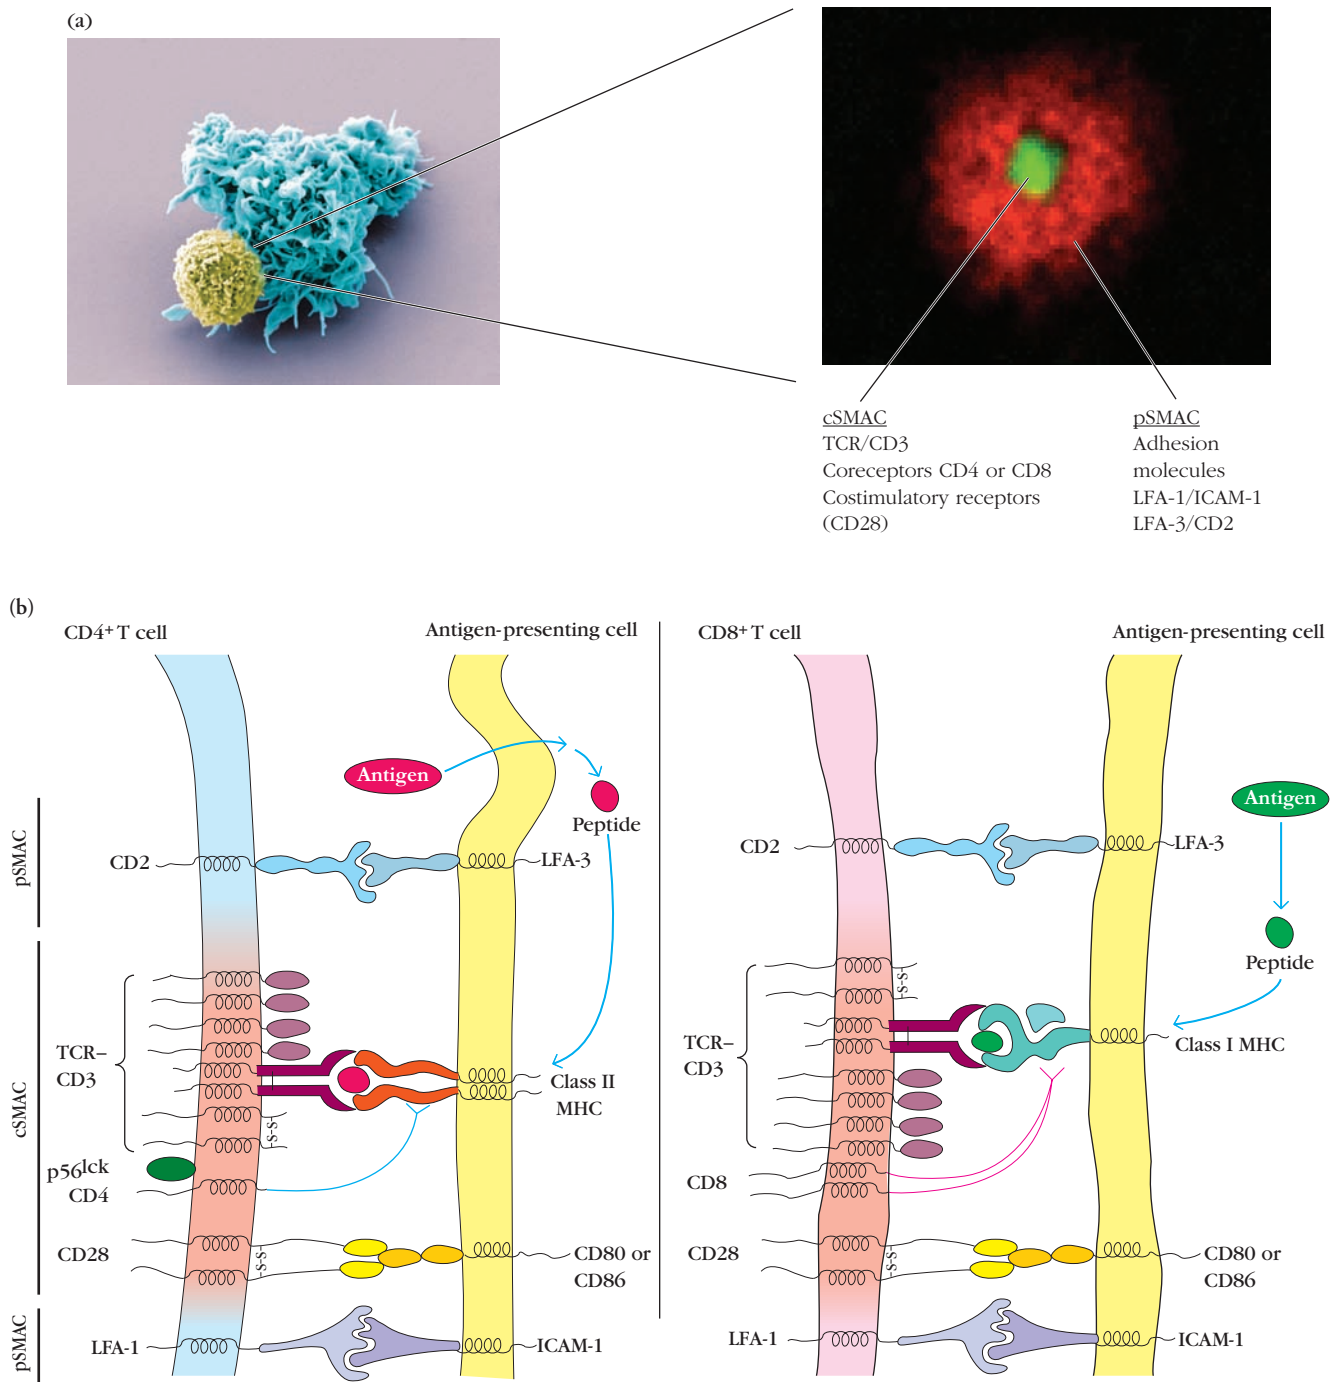 (a)
cSMAC
TCR/CD3
Coreceptors CD4 or CD8
Costimulatory receptors
(CD28)
pSMAC
Adhesion
molecules
LFA-1/ICAM-1
LFA-3/CD2
(b)
CD4+ T cell
Antigen-presenting cell
Antigen
Peptide
pSMAC
CD2
LFA-3
cSMAC
TCR–
CD3
-S-S-
Class II
MHC
p56lck
CD4
CD28
-S-S-
CD80 or
CD86
pSMAC
LFA-1
ICAM-1
CD8+ T cell
Antigen-presenting cell
Antigen
CD2
LFA-3
Peptide
-S-S-
TCR–
CD3
Class I MHC
CD8
CD28
-S-S-
CD80 or
CD86
LFA-1
ICAM-1